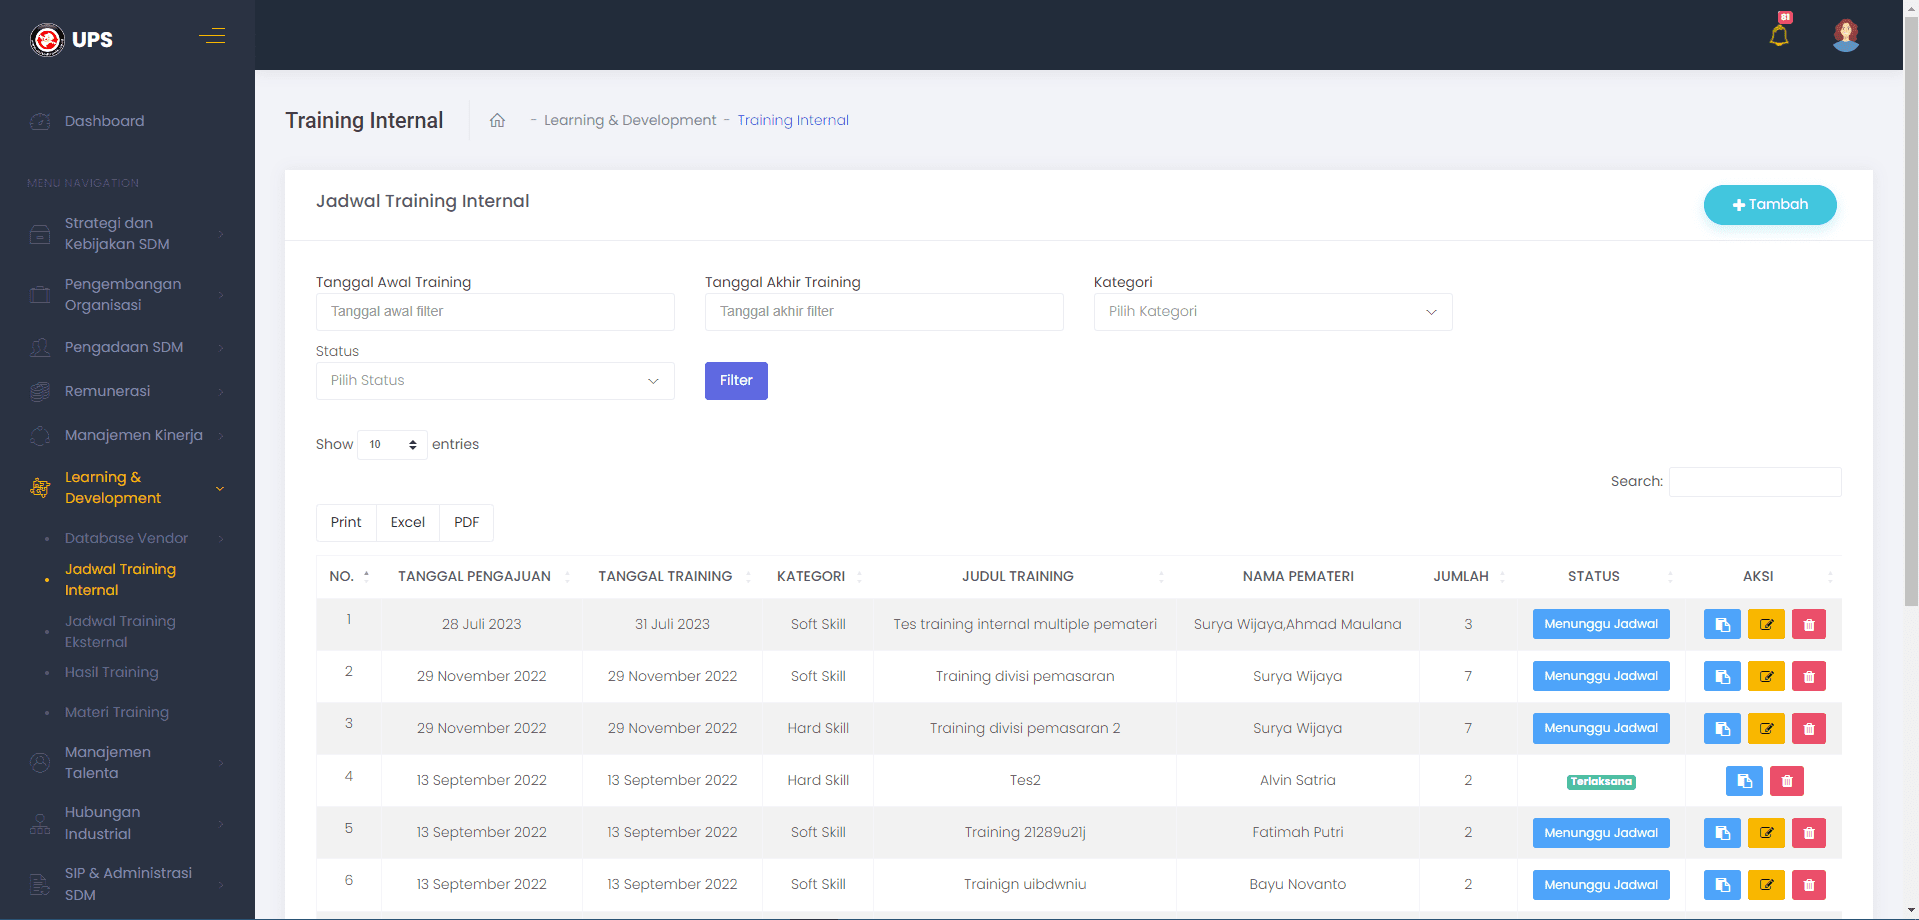 UPS
81
Dashboard
MENU NAVIGATION
Strategi dan
Kebijakan SDM
Pengembangan
Organisasi
Pengadaan SDM
Remunerasi
Manajemen Kinerja
Learning &
Development
Database Vendor
Jadwal Training
Internal
Jadwal Training
Eksternal
Hasil Training
Materi Training
Manajemen
Talenta
Hubungan
Industrial
SIP & Administrasi
SDM
Training Internal - Learning & Development - Training Internal
Jadwal Training Internal
Tambah
Tanggal Awal Training Tanggal Akhir Training Kategori
Tanggal awal filter Tanggal akhir filter Pilih Kategori
Status
Pilih Status Filter
Show 10 entries
Search:
Print Excel PDF
NO. TANGGAL PENGAJUAN TANGGAL TRAINING KATEGORI JUDUL TRAINING NAMA PEMATERI JUMLAH STATUS AKSI
1 28 Juli 2023 31 Juli 2023 Soft Skill Tes training internal multiple pemateri Surya Wijaya,Ahmad Maulana 3 Menunggu Jadwal
2 29 November 2022 29 November 2022 Soft Skill Training divisi pemasaran Surya Wijaya 7 Menunggu Jadwal
3 29 November 2022 29 November 2022 Hard Skill Training divisi pemasaran 2 Surya Wijaya 7 Menunggu Jadwal
4 13 September 2022 13 September 2022 Hard Skill Tes2 Alvin Satria 2 Terlaksana
5 13 September 2022 13 September 2022 Soft Skill Training 21289u21j Fatimah Putri 2 Menunggu Jadwal
6 13 September 2022 13 September 2022 Soft Skill Trainign uibdwniu Bayu Novanto 2 Menunggu Jadwal